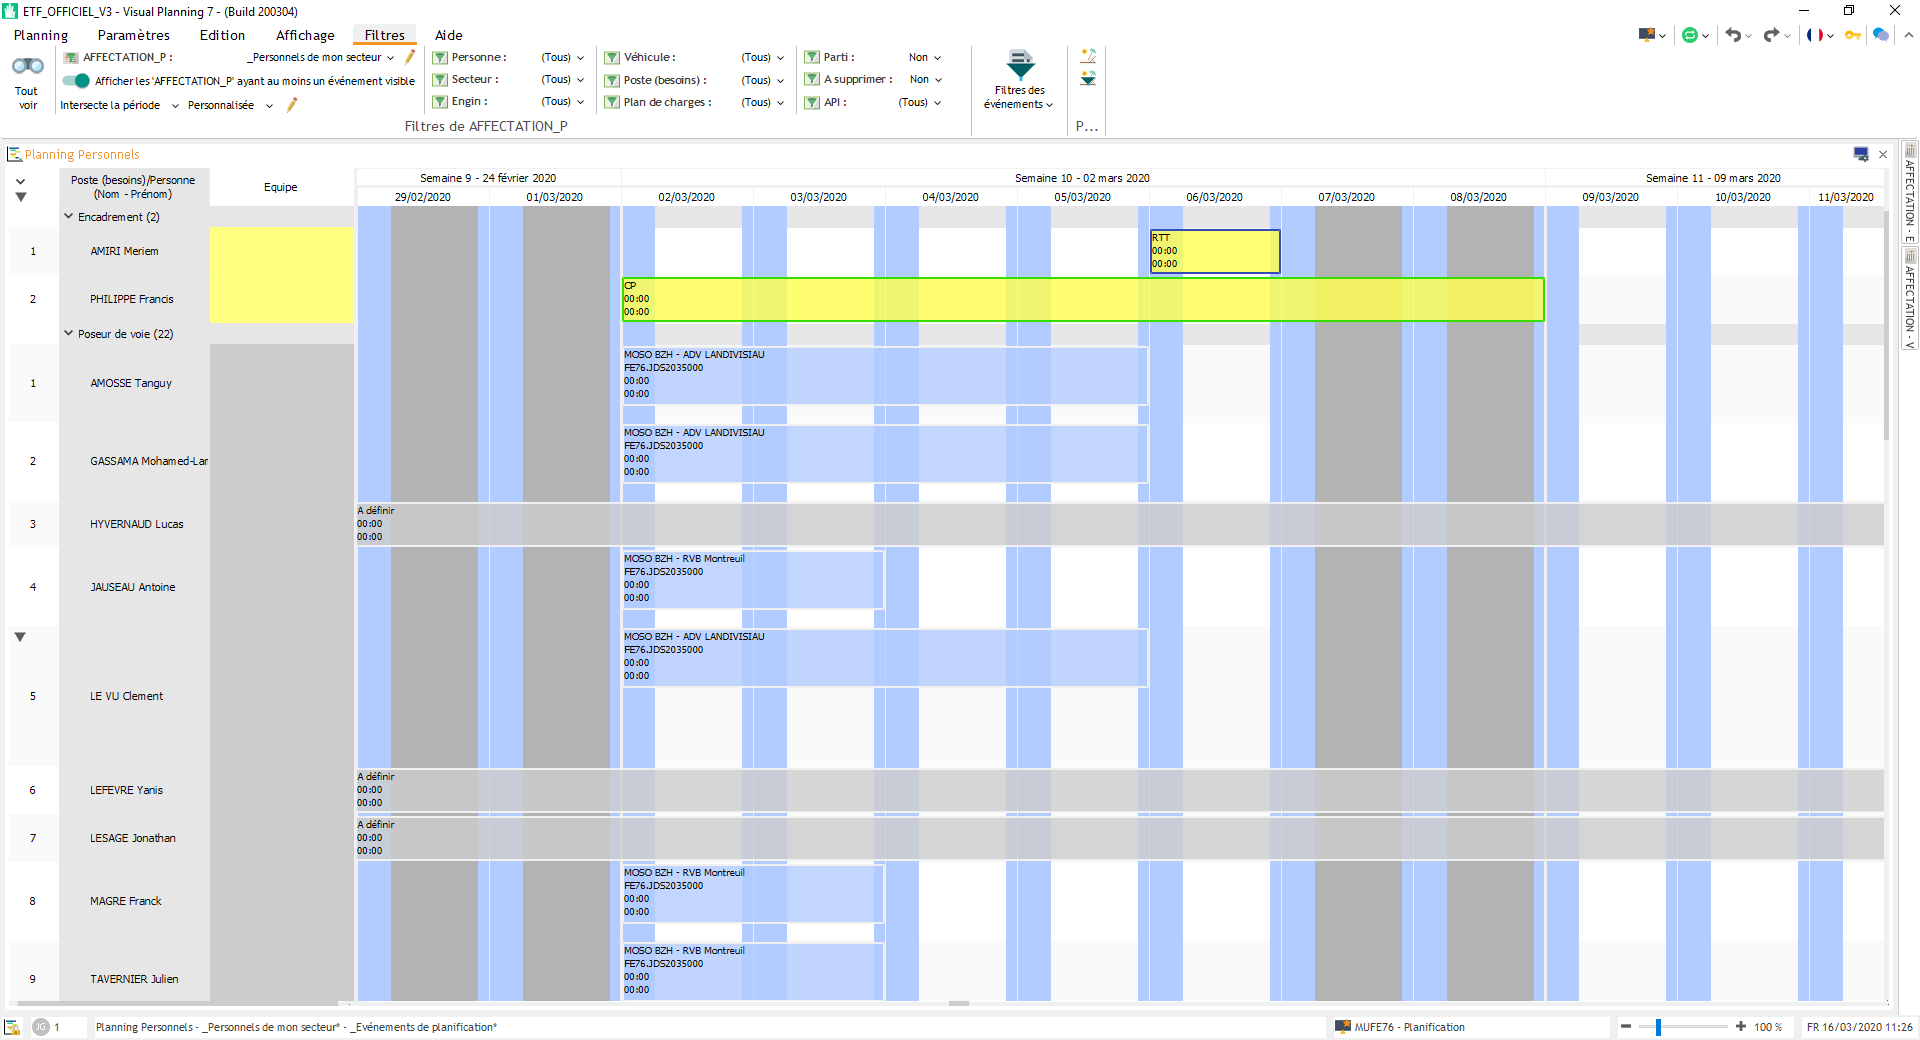 ETF_OFFICIEL_V3 - Visual Planning 7 - (Build 200304)
Planning Paramètres Edition Affichage Filtres Aide
Tout voir
AFFECTATION_P : _Personnels de mon secteur
Afficher les 'AFFECTATION_P' ayant au moins un événement visible
Intersecte la période Personnalisée
Personne : (Tous)
Secteur : (Tous)
Engin : (Tous)
Véhicule : (Tous)
Poste (besoins) : (Tous)
Plan de charges : (Tous)
Parti : Non
A supprimer : Non
API : (Tous)
Filtres de AFFECTATION_P
Filtres des
événements
P...
Planning Personnels
AFFECTATION - E
AFFECTATION - V
Poste (besoins)/Personne
(Nom - Prénom)
Equipe
Semaine 9 - 24 février 2020 Semaine 10 - 02 mars 2020 Semaine 11 - 09 mars 2020
29/02/2020 01/03/2020 02/03/2020 03/03/2020 04/03/2020 05/03/2020 06/03/2020 07/03/2020 08/03/2020 09/03/2020 10/03/2020 11/03/2020
Encadrement (2)
1 AMIRI Meriem
RTT
00:00
00:00
2 PHILIPPE Francis
CP
00:00
00:00
Poseur de voie (22)
1 AMOSSE Tanguy
MOSO BZH - ADV LANDIVISIAU
FE76.JDS2035000
00:00
00:00
2 GASSAMA Mohamed-Lar
MOSO BZH - ADV LANDIVISIAU
FE76.JDS2035000
00:00
00:00
3 HYVERNAUD Lucas
A définir
00:00
00:00
4 JAUSEAU Antoine
MOSO BZH - RVB Montreuil
FE76.JDS2035000
00:00
00:00
5 LE VU Clement
MOSO BZH - ADV LANDIVISIAU
FE76.JDS2035000
00:00
00:00
6 LEFEVRE Yanis
A définir
00:00
00:00
7 LESAGE Jonathan
A définir
00:00
00:00
8 MAGRE Franck
MOSO BZH - RVB Montreuil
FE76.JDS2035000
00:00
00:00
9 TAVERNIER Julien
MOSO BZH - RVB Montreuil
FE76.JDS2035000
00:00
00:00
JG 1 Planning Personnels - _Personnels de mon secteur* - _Evénements de planification* MUFE76 - Planification 100 % FR 16/03/2020 11:26